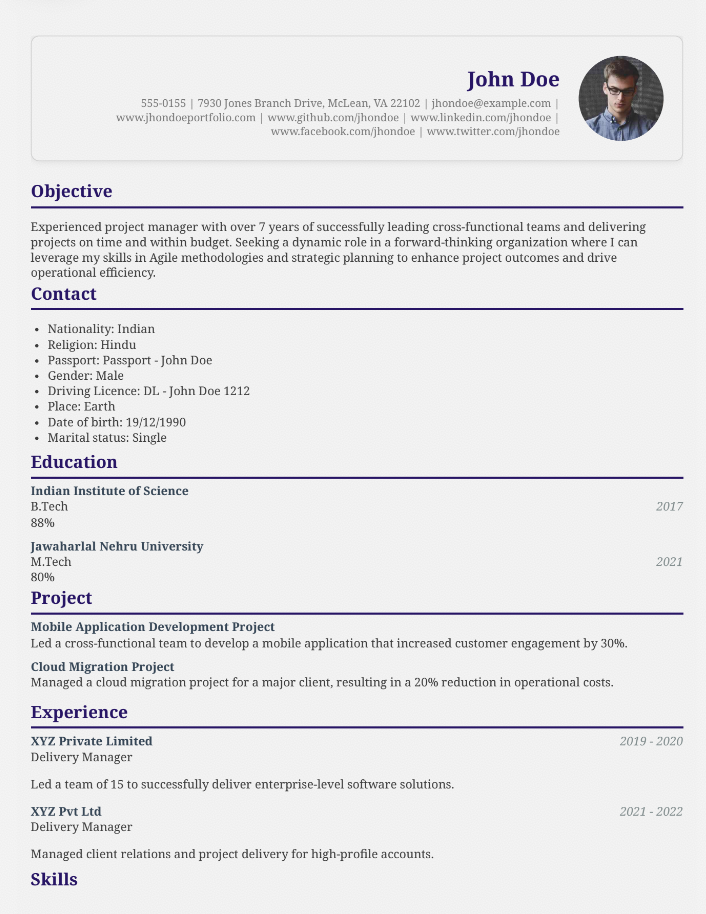 John Doe
555-0155 | 7930 Jones Branch Drive, McLean, VA 22102 | jhondoe@example.com |
www.jhondoeportfolio.com | www.github.com/jhondoe | www.linkedin.com/jhondoe |
www.facebook.com/jhondoe | www.twitter.com/jhondoe
Objective
Experienced project manager with over 7 years of successfully leading cross-functional teams and delivering
projects on time and within budget. Seeking a dynamic role in a forward-thinking organization where I can
leverage my skills in Agile methodologies and strategic planning to enhance project outcomes and drive
operational efficiency.
Contact
• Nationality: Indian
• Religion: Hindu
• Passport: Passport - John Doe
• Gender: Male
• Driving Licence: DL - John Doe 1212
• Place: Earth
• Date of birth: 19/12/1990
• Marital status: Single
Education
Indian Institute of Science
B.Tech 2017
88%
Jawaharlal Nehru University
M.Tech 2021
80%
Project
Mobile Application Development Project
Led a cross-functional team to develop a mobile application that increased customer engagement by 30%.
Cloud Migration Project
Managed a cloud migration project for a major client, resulting in a 20% reduction in operational costs.
Experience
XYZ Private Limited 2019 - 2020
Delivery Manager
Led a team of 15 to successfully deliver enterprise-level software solutions.
XYZ Pvt Ltd 2021 - 2022
Delivery Manager
Managed client relations and project delivery for high-profile accounts.
Skills